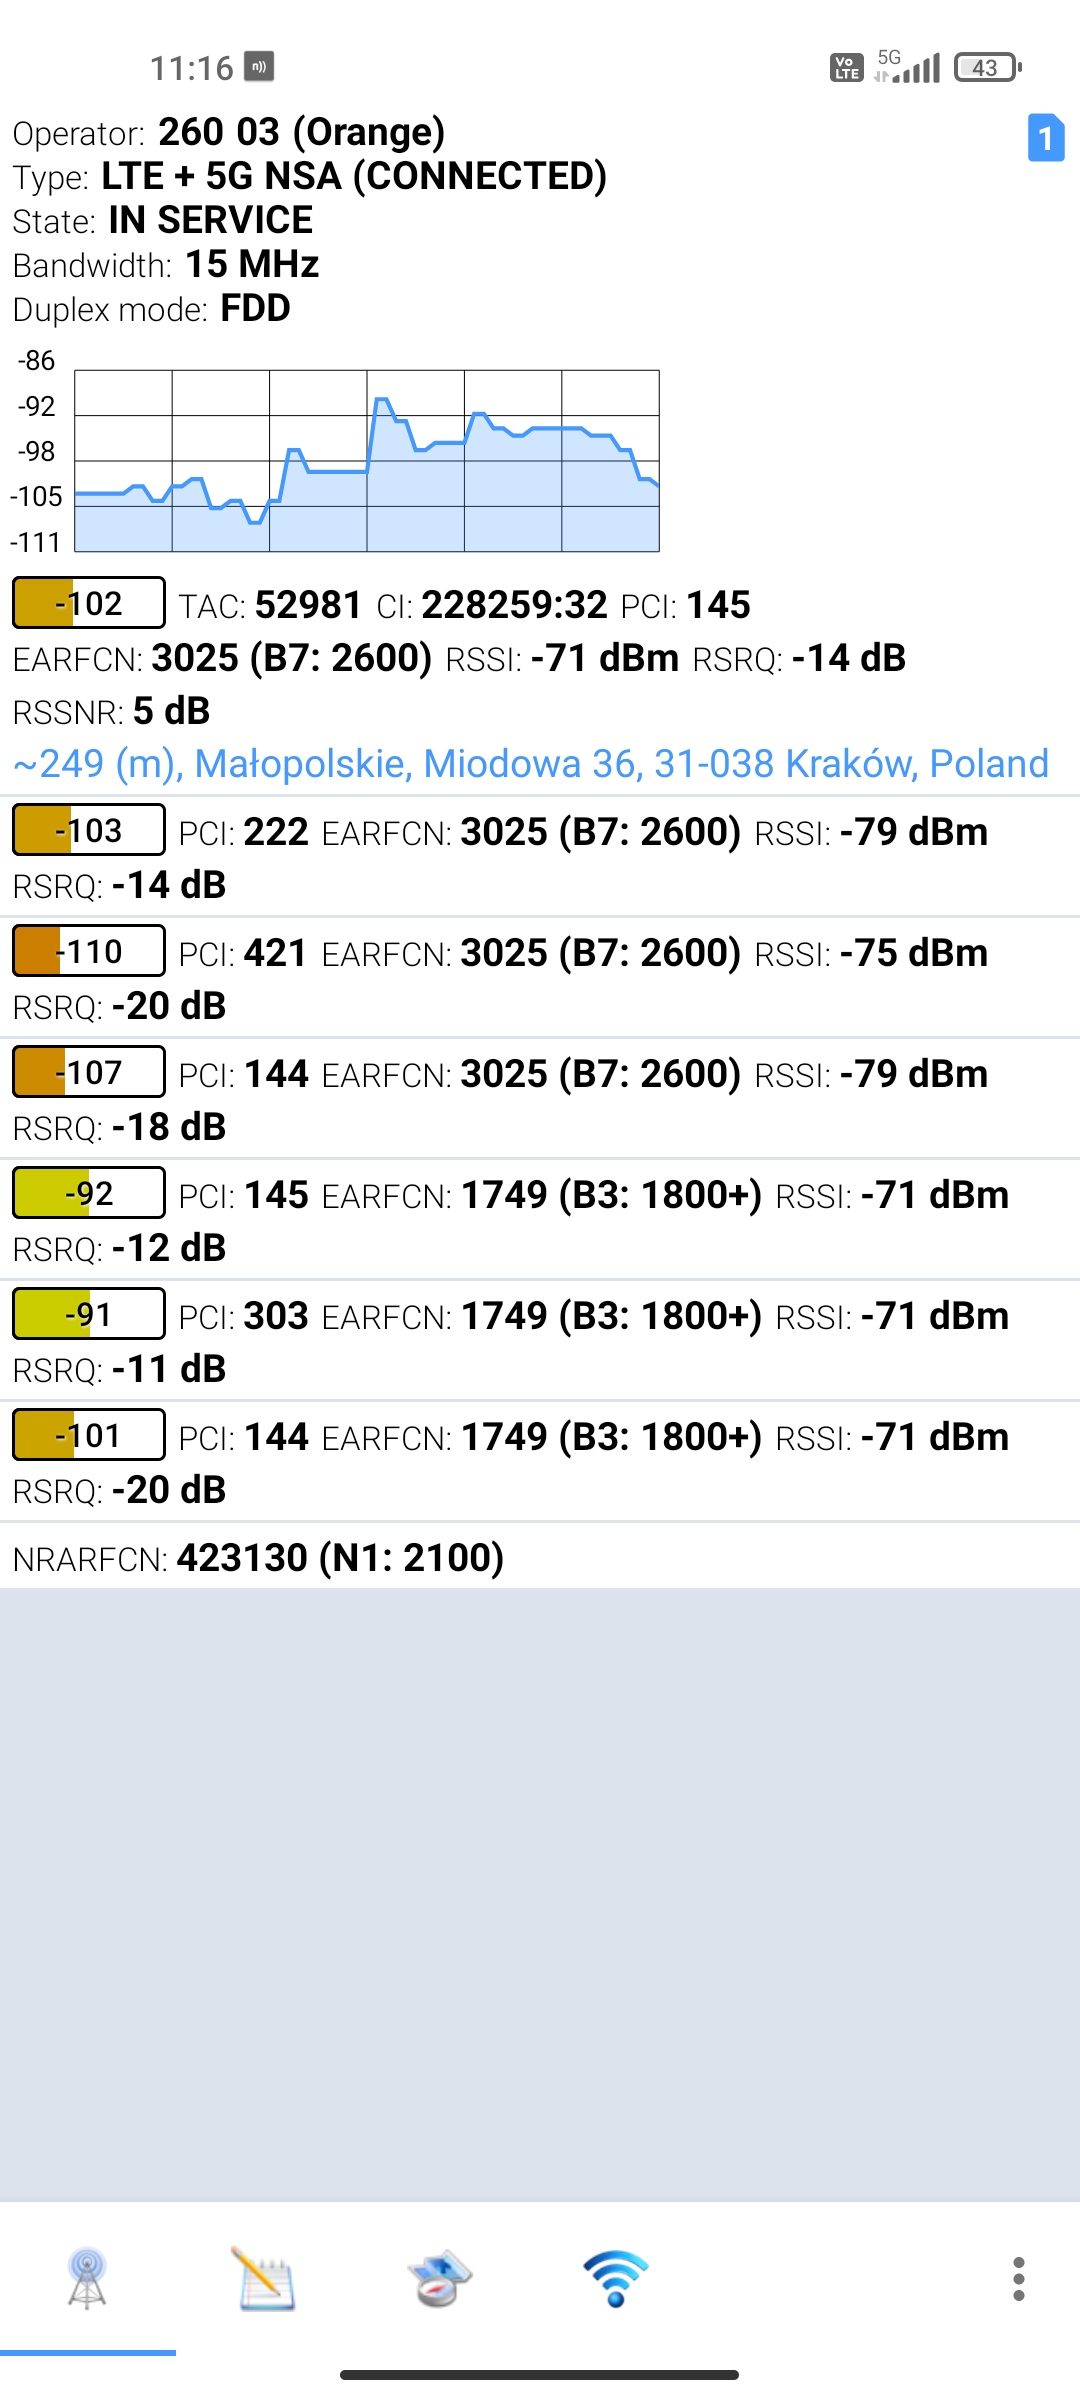 11:16 n)) Vo LTE 5G 43
Operator: 260 03 (Orange) 1
Type: LTE + 5G NSA (CONNECTED)
State: IN SERVICE
Bandwidth: 15 MHz
Duplex mode: FDD
-86
-92
-98
-105
-111
-102 TAC: 52981 CI: 228259:32 PCI: 145
EARFCN: 3025 (B7: 2600) RSSI: -71 dBm RSRQ: -14 dB
RSSNR: 5 dB
~249 (m), Małopolskie, Miodowa 36, 31-038 Kraków, Poland
-103 PCI: 222 EARFCN: 3025 (B7: 2600) RSSI: -79 dBm
RSRQ: -14 dB
-110 PCI: 421 EARFCN: 3025 (B7: 2600) RSSI: -75 dBm
RSRQ: -20 dB
-107 PCI: 144 EARFCN: 3025 (B7: 2600) RSSI: -79 dBm
RSRQ: -18 dB
-92 PCI: 145 EARFCN: 1749 (B3: 1800+) RSSI: -71 dBm
RSRQ: -12 dB
-91 PCI: 303 EARFCN: 1749 (B3: 1800+) RSSI: -71 dBm
RSRQ: -11 dB
-101 PCI: 144 EARFCN: 1749 (B3: 1800+) RSSI: -71 dBm
RSRQ: -20 dB
NRARFCN: 423130 (N1: 2100)